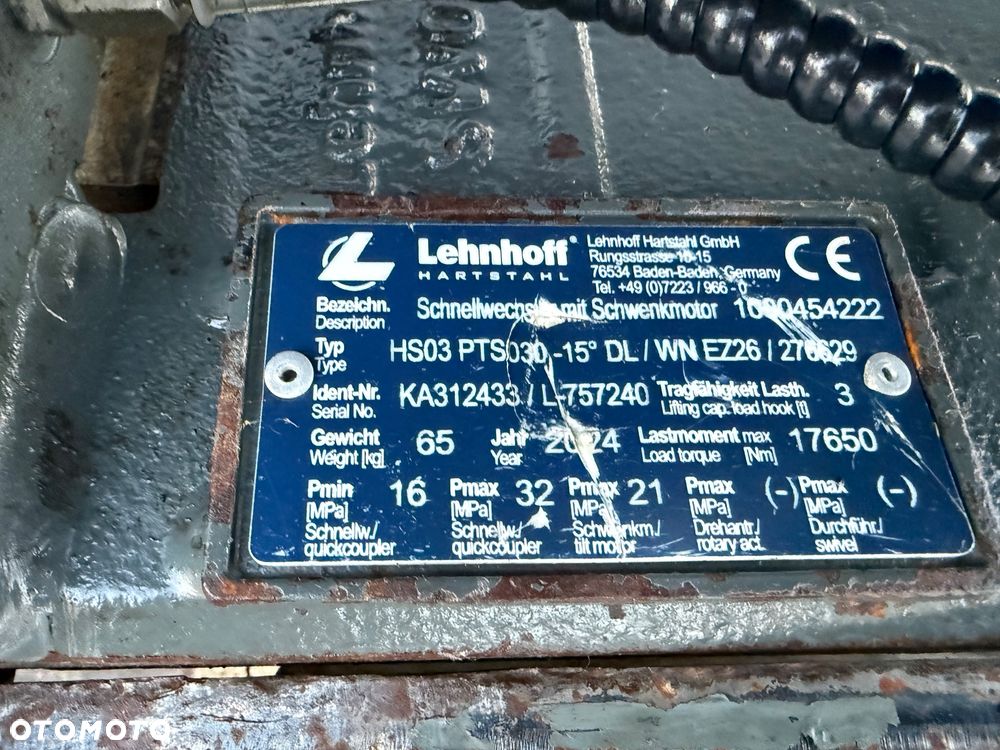 Lehnhoff®
HARTSTAHL
Lehnhoff Hartstahl GmbH
Rungsstrasse 10-15
76534 Baden-Baden, Germany
Tel. +49 (0)7223 / 966 - 0
CE
Bezeichn. Schnellwechsler mit Schwenkmotor
Description
Typ HS03 PTS030 -15° DL / WN EZ26 / 276629
Type
Ident-Nr. KA312433 / L-757240 Tragfähigkeit Lasth. 3
Serial No. Lifting cap. load hook [t]
Gewicht 65 Jahr 2024 Lastmoment max 17650
Weight [kg] Year Load torque [Nm]
Pmin 16 Pmax 32 Pmax 21 Pmax (-) Pmax (-)
[MPa] [MPa] [MPa] [MPa] [MPa]
Schnellw./ Schnellw./ Schwenkm./ Drehantr./ Durchführ./
quickcoupler quickcoupler tilt motor rotary act. swivel
OTOMOTO